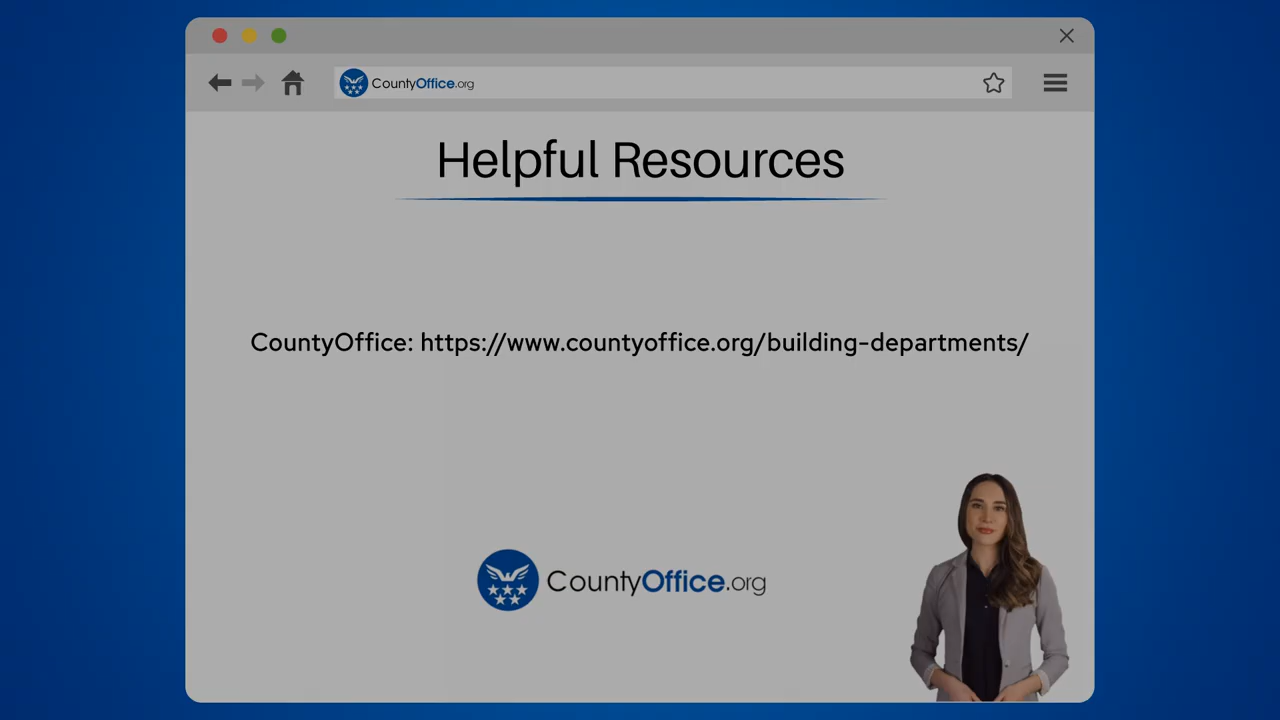 CountyOffice.org
Helpful Resources
CountyOffice: https://www.countyoffice.org/building-departments/
CountyOffice.org